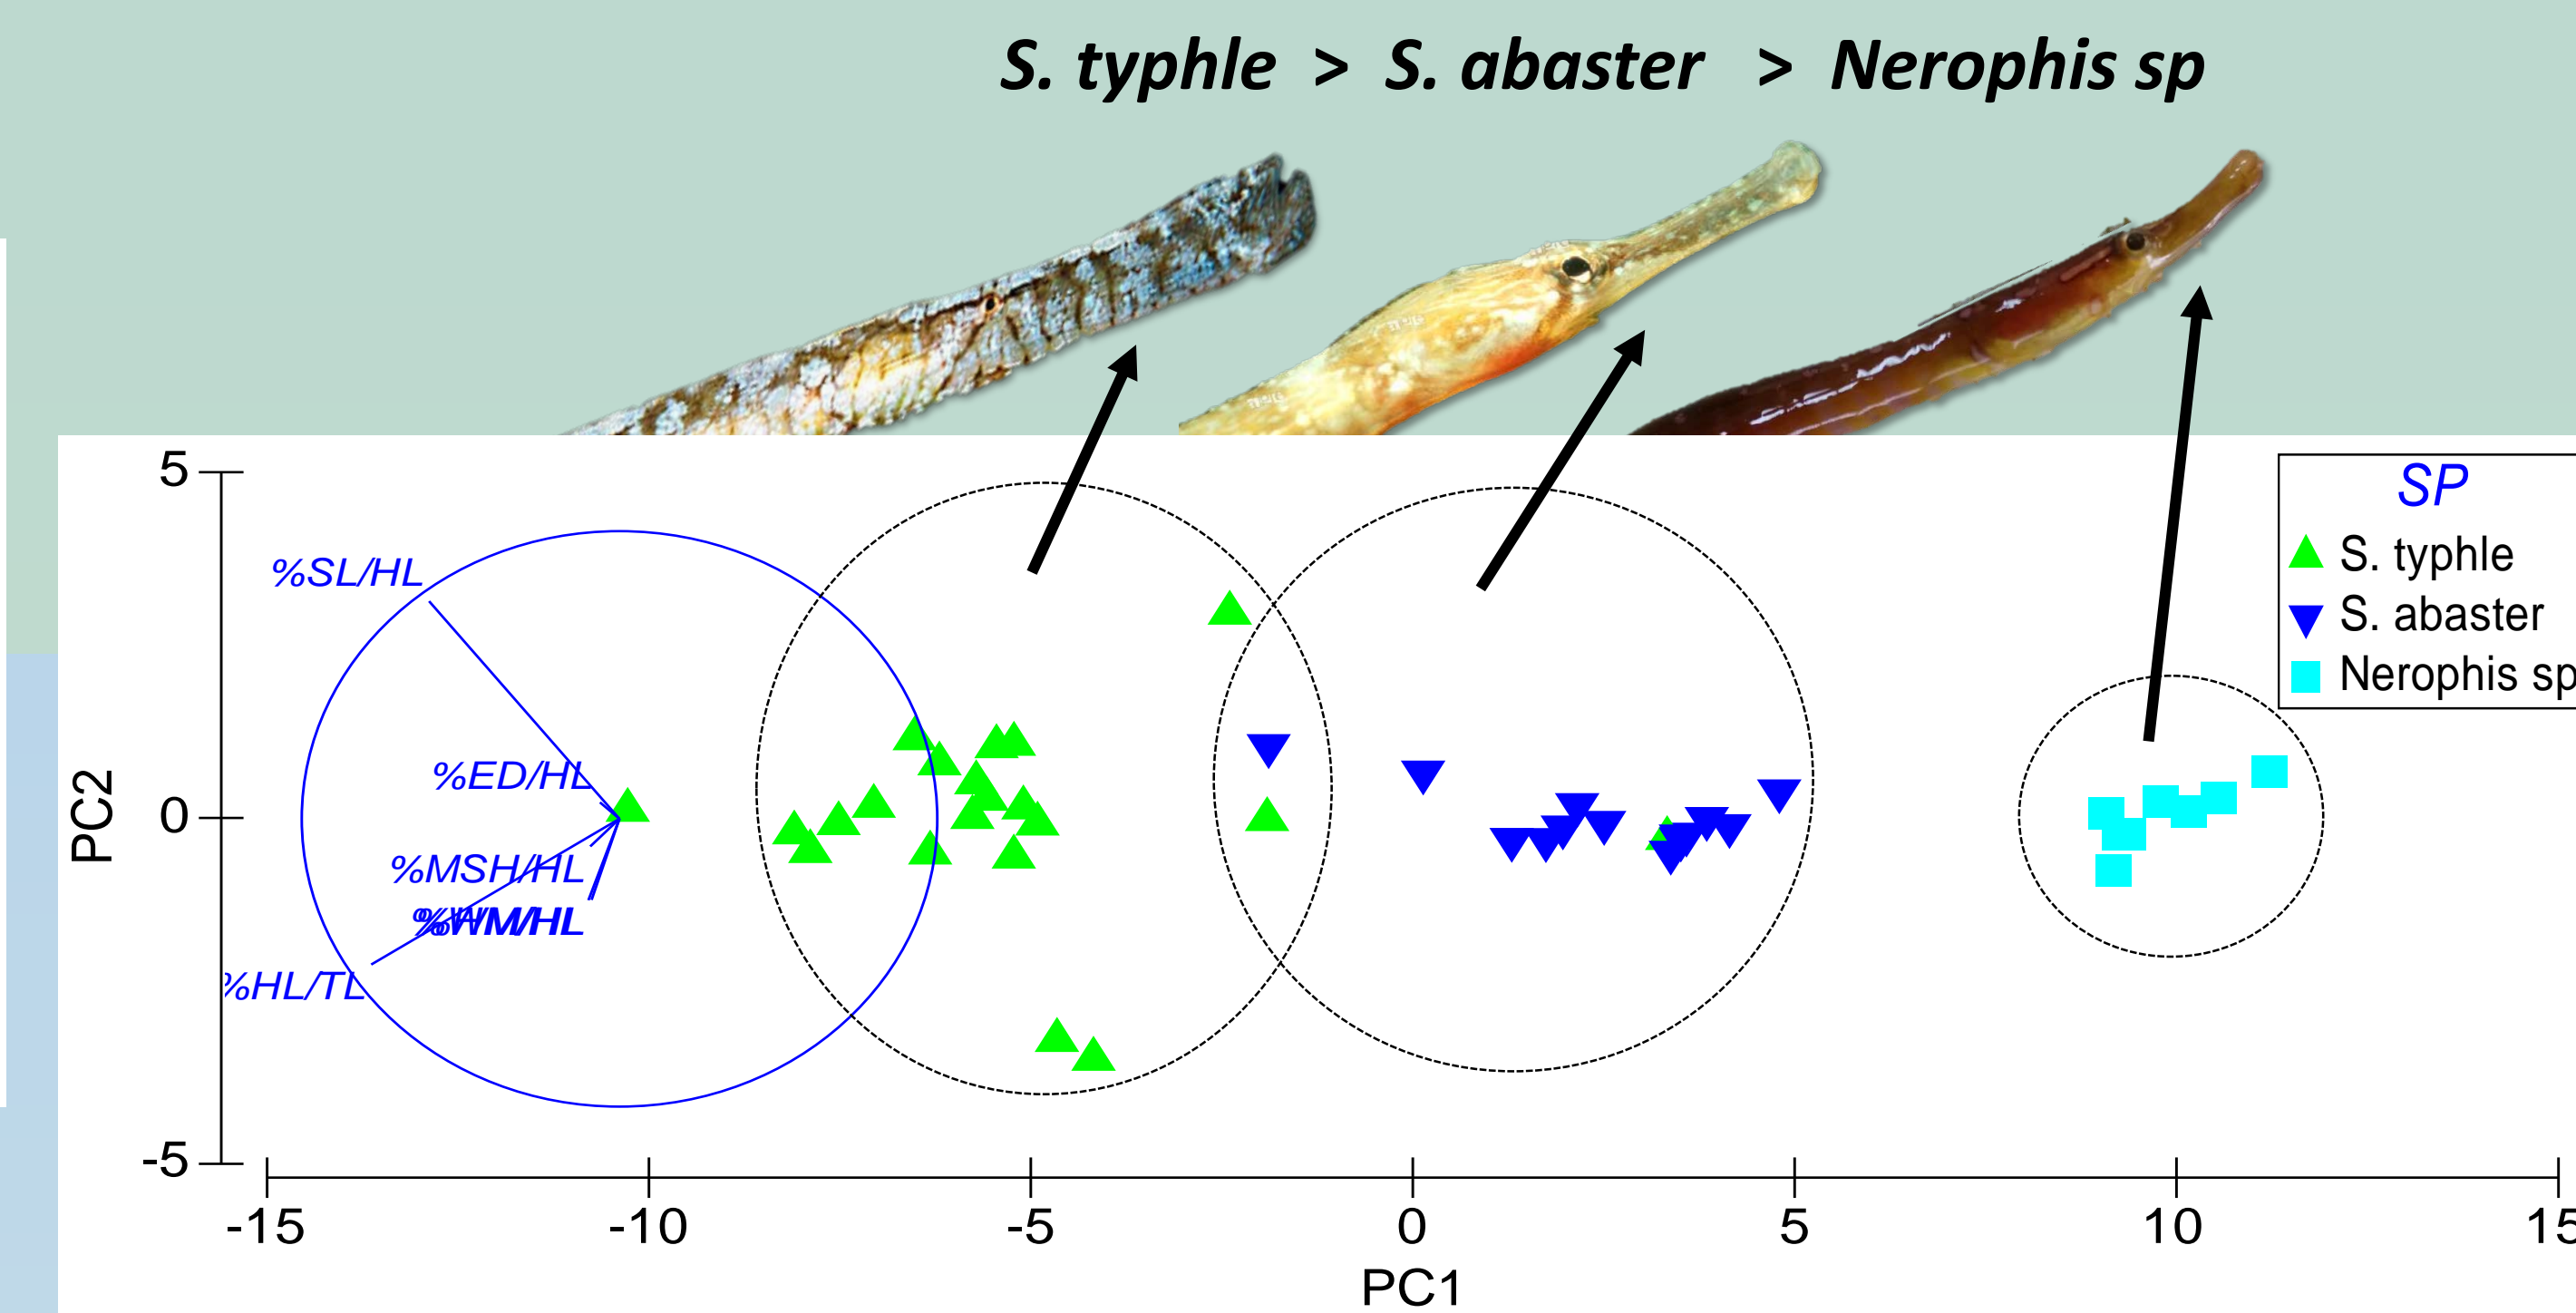 S. typhle > S. abaster > Nerophis sp
5
SP
S. typhle
S. abaster
Nerophis sp
%SL/HL
%ED/HL
PC2
0
%MSH/HL
%HL/TL
-5
-15 -10 -5 0 5 10 15
PC1